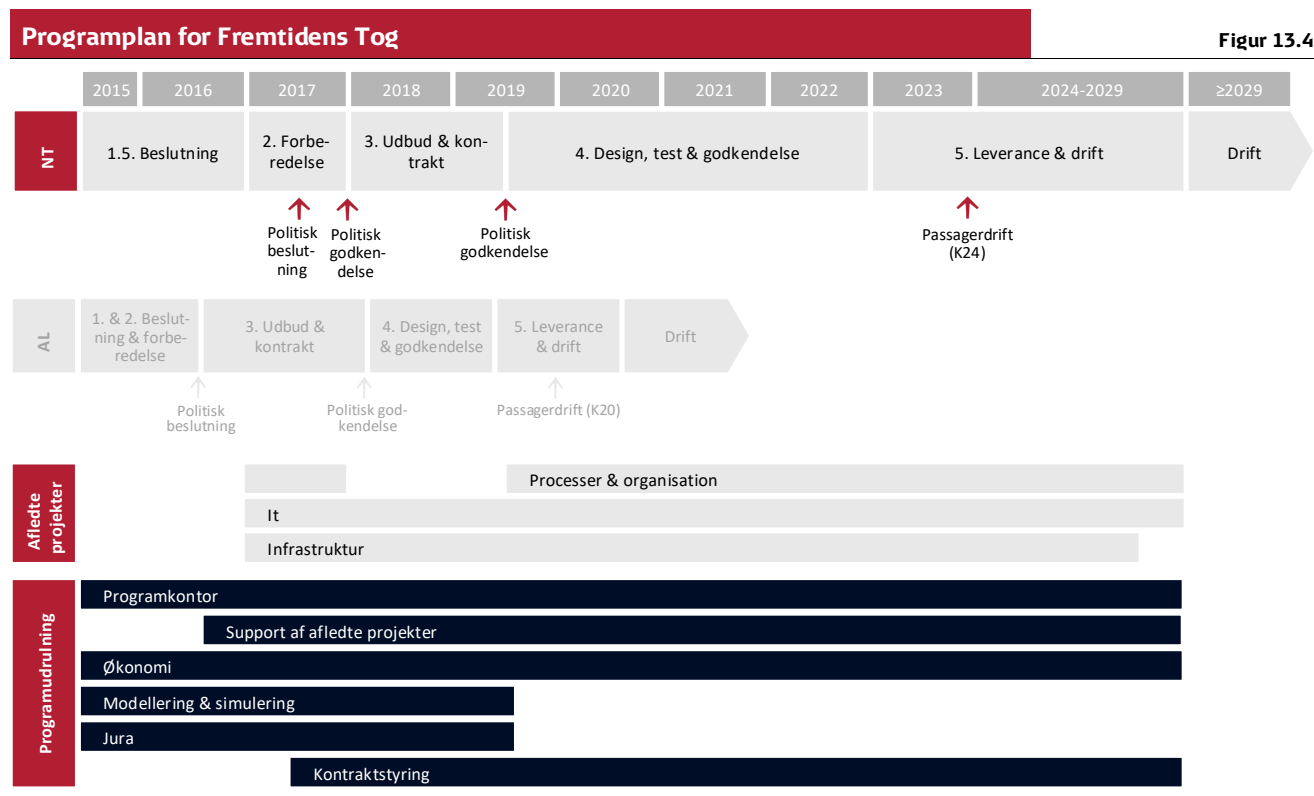 Programplan for Fremtidens Tog
Figur 13.4
2015 2016 2017 2018 2019 2020 2021 2022 2023 2024-2029 ≥2029
NT
1.5. Beslutning
2. Forbe-
redelse
3. Udbud & kon-
trakt
4. Design, test & godkendelse
5. Leverance & drift
Drift
Politisk
beslut-
ning
Politisk
godken-
delse
Politisk
godkendelse
Passagerdrift
(K24)
AL
1. & 2. Beslut-
ning & forbe-
redelse
3. Udbud &
kontrakt
4. Design, test
& godkendelse
5. Leverance
& drift
Drift
Politisk
beslutning
Politisk god-
kendelse
Passagerdrift (K20)
Afledte
projekter
Processer & organisation
It
Infrastruktur
Programudrulning
Programkontor
Support af afledte projekter
Økonomi
Modellering & simulering
Jura
Kontraktstyring